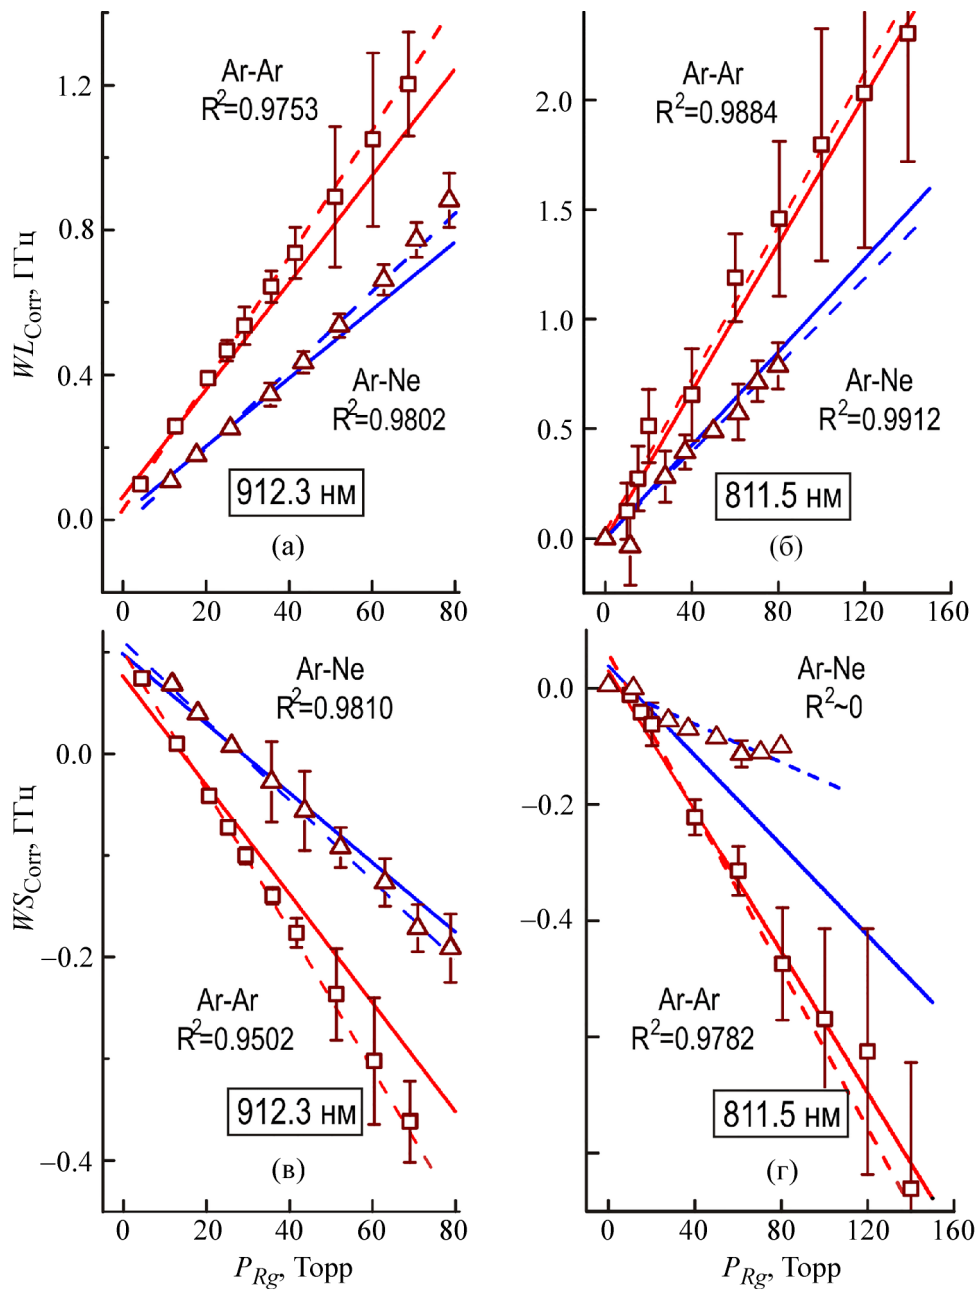 1.2
0.8
0.4
0.0
WL_Corr, ГГц
Ar-Ar
R²=0.9753
Ar-Ne
R²=0.9802
912.3 нм
(а)
0 20 40 60 80
2.0
1.5
1.0
0.5
0.0
Ar-Ar
R²=0.9884
Ar-Ne
R²=0.9912
811.5 нм
(б)
0 40 80 120 160
0.0
−0.2
−0.4
WS_Corr, ГГц
Ar-Ne
R²=0.9810
Ar-Ar
R²=0.9502
912.3 нм
(в)
0 20 40 60 80
P_Rg, Торр
0.0
−0.2
−0.4
Ar-Ne
R²~0
Ar-Ar
R²=0.9782
811.5 нм
(г)
0 40 80 120 160
P_Rg, Торр